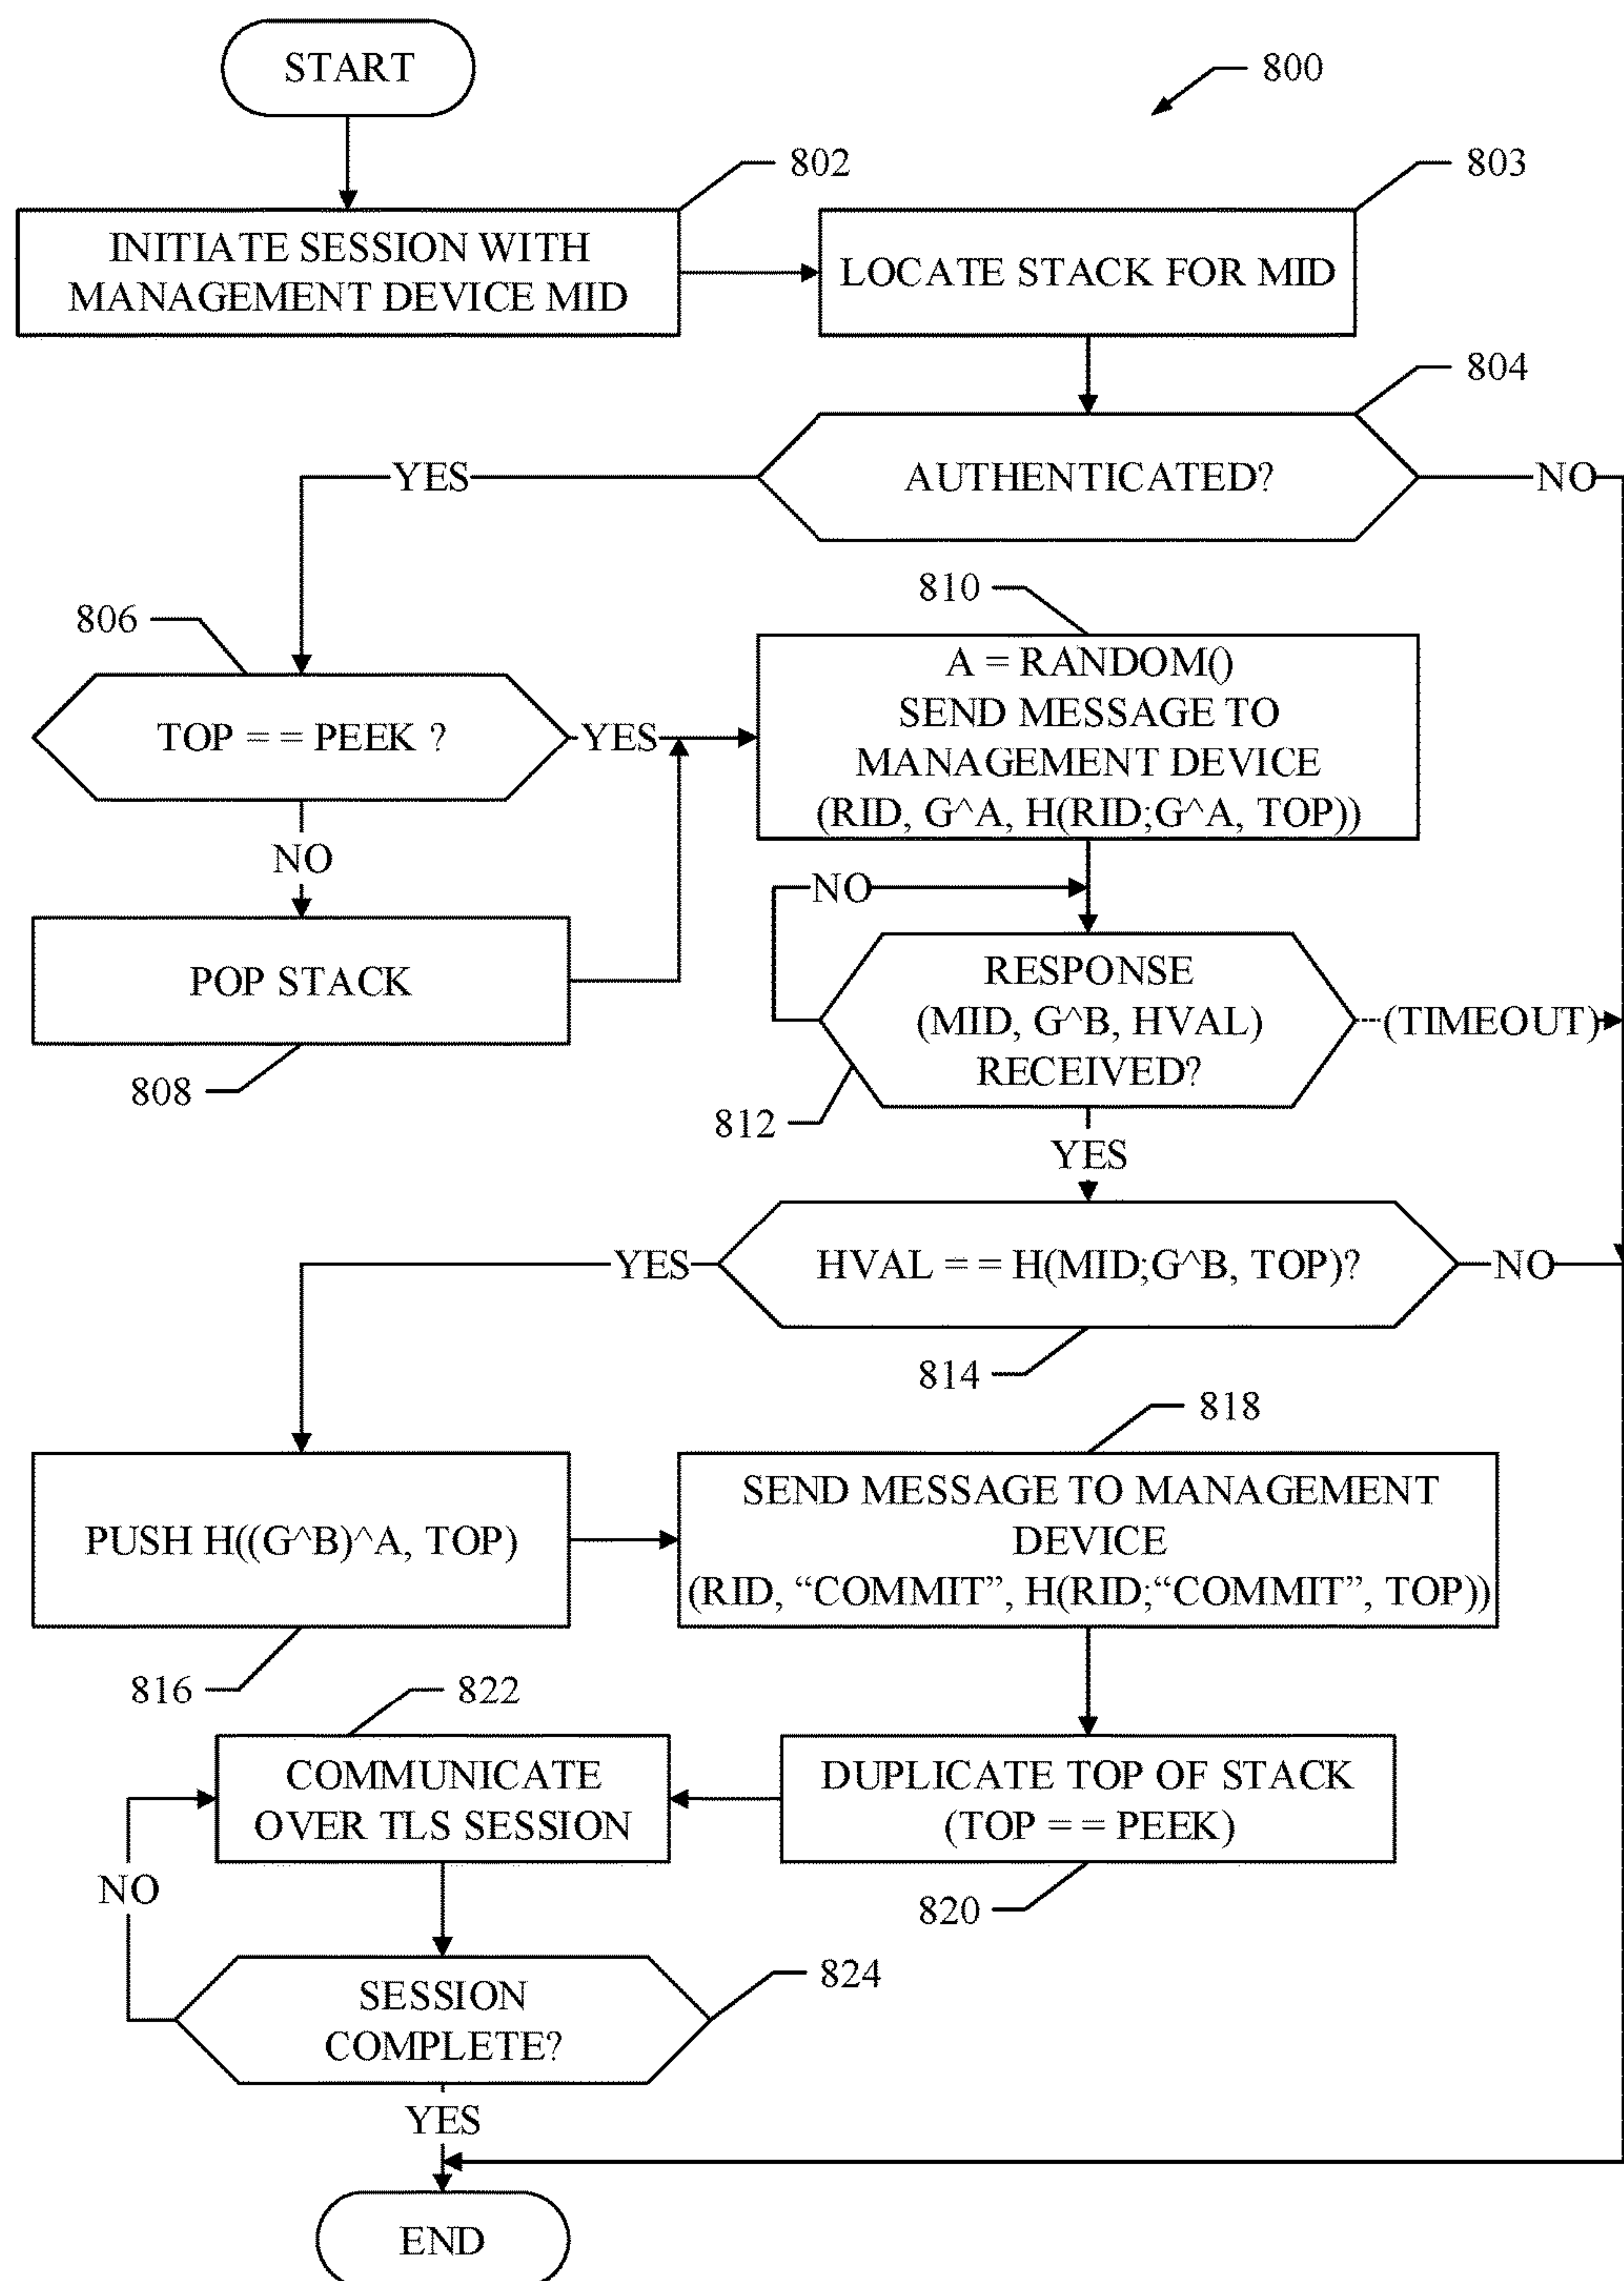 START
800
802
803
INITIATE SESSION WITH
MANAGEMENT DEVICE MID
LOCATE STACK FOR MID
804
YES
AUTHENTICATED?
NO
810
806
A = RANDOM()
SEND MESSAGE TO
MANAGEMENT DEVICE
(RID, G^A, H(RID;G^A, TOP))
TOP = = PEEK ?
YES
NO
NO
POP STACK
RESPONSE
(MID, G^B, HVAL)
RECEIVED?
(TIMEOUT)
808
812
YES
YES
HVAL = = H(MID;G^B, TOP)?
NO
814
818
PUSH H((G^B)^A, TOP)
SEND MESSAGE TO MANAGEMENT
DEVICE
(RID, “COMMIT”, H(RID;“COMMIT”, TOP))
816
822
COMMUNICATE
OVER TLS SESSION
DUPLICATE TOP OF STACK
(TOP = = PEEK)
NO
820
824
SESSION
COMPLETE?
YES
END